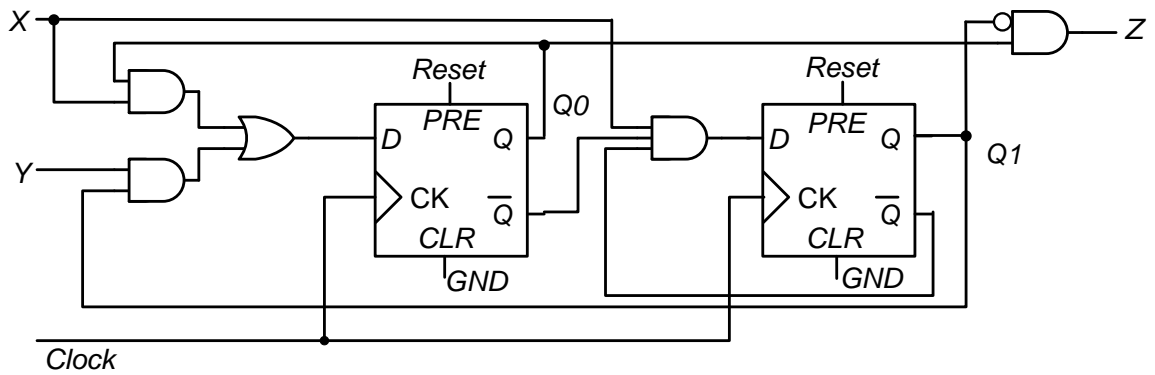 X
Z
Reset
Reset
Q0
PRE
PRE
D
Q
D
Q
Q1
Y
CK
Q̅
CK
Q̅
CLR
CLR
GND
GND
Clock